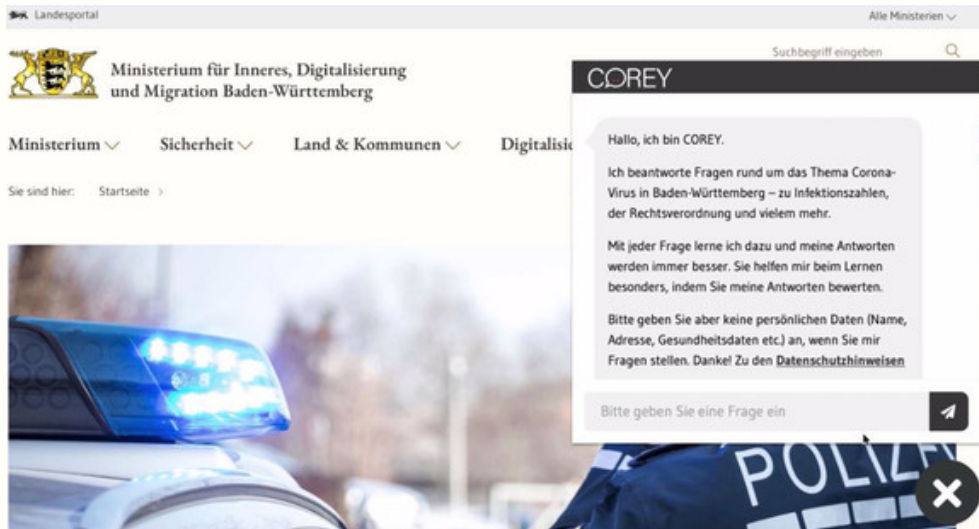 Landesportal
Alle Ministerien
Suchbegriff eingeben
Ministerium für Inneres, Digitalisierung
und Migration Baden-Württemberg
Ministerium
Sicherheit
Land & Kommunen
Sie sind hier: Startseite >
COREY
Hallo, ich bin COREY.
Ich beantworte Fragen rund um das Thema Corona-
Virus in Baden-Württemberg – zu Infektionszahlen,
der Rechtsverordnung und vielem mehr.
Mit jeder Frage lerne ich dazu und meine Antworten
werden immer besser. Sie helfen mir beim Lernen
besonders, indem Sie meine Antworten bewerten.
Bitte geben Sie aber keine persönlichen Daten (Name,
Adresse, Gesundheitsdaten etc.) an, wenn Sie mir
Fragen stellen. Danke! Zu den Datenschutzhinweisen
Bitte geben Sie eine Frage ein
POLIZEI